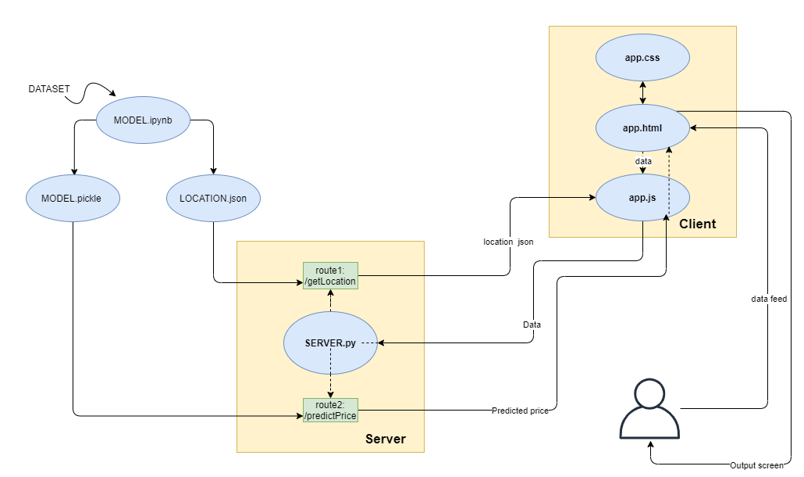 app.css
DATASET
MODEL.ipynb
app.html
data
MODEL.pickle
LOCATION.json
app.js
Client
location json
route1:
/getLocation
data feed
Data
SERVER.py
route2:
/predictPrice
Predicted price
Server
Output screen